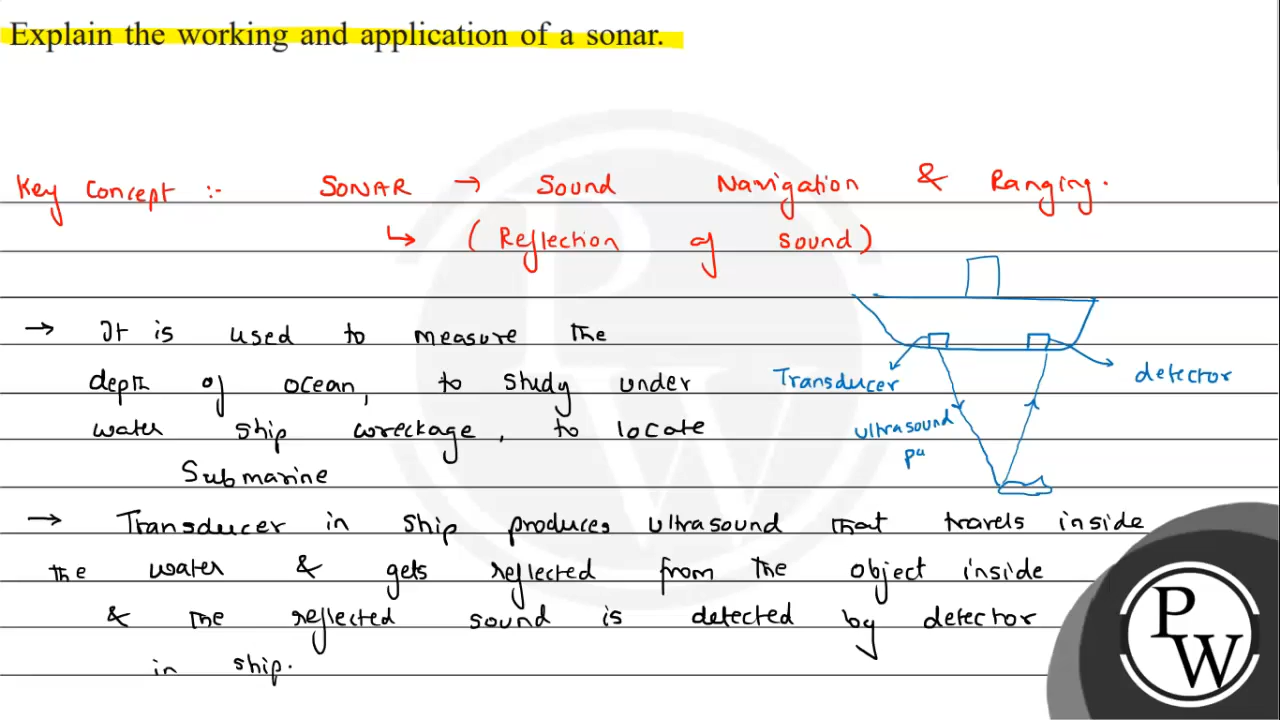 Explain the working and application of a sonar.
Key Concept :- SONAR → Sound Navigation & Ranging.
↳ (Reflection of sound)
→ It is used to measure the
depth of ocean, to study under
water ship wreckage, to locate
Submarine
Transducer
detector
ultrasound
pu
→ Transducer in ship produces ultrasound that travels inside
the water & gets reflected from the object inside
& the reflected sound is detected by detector
in ship.
P
W